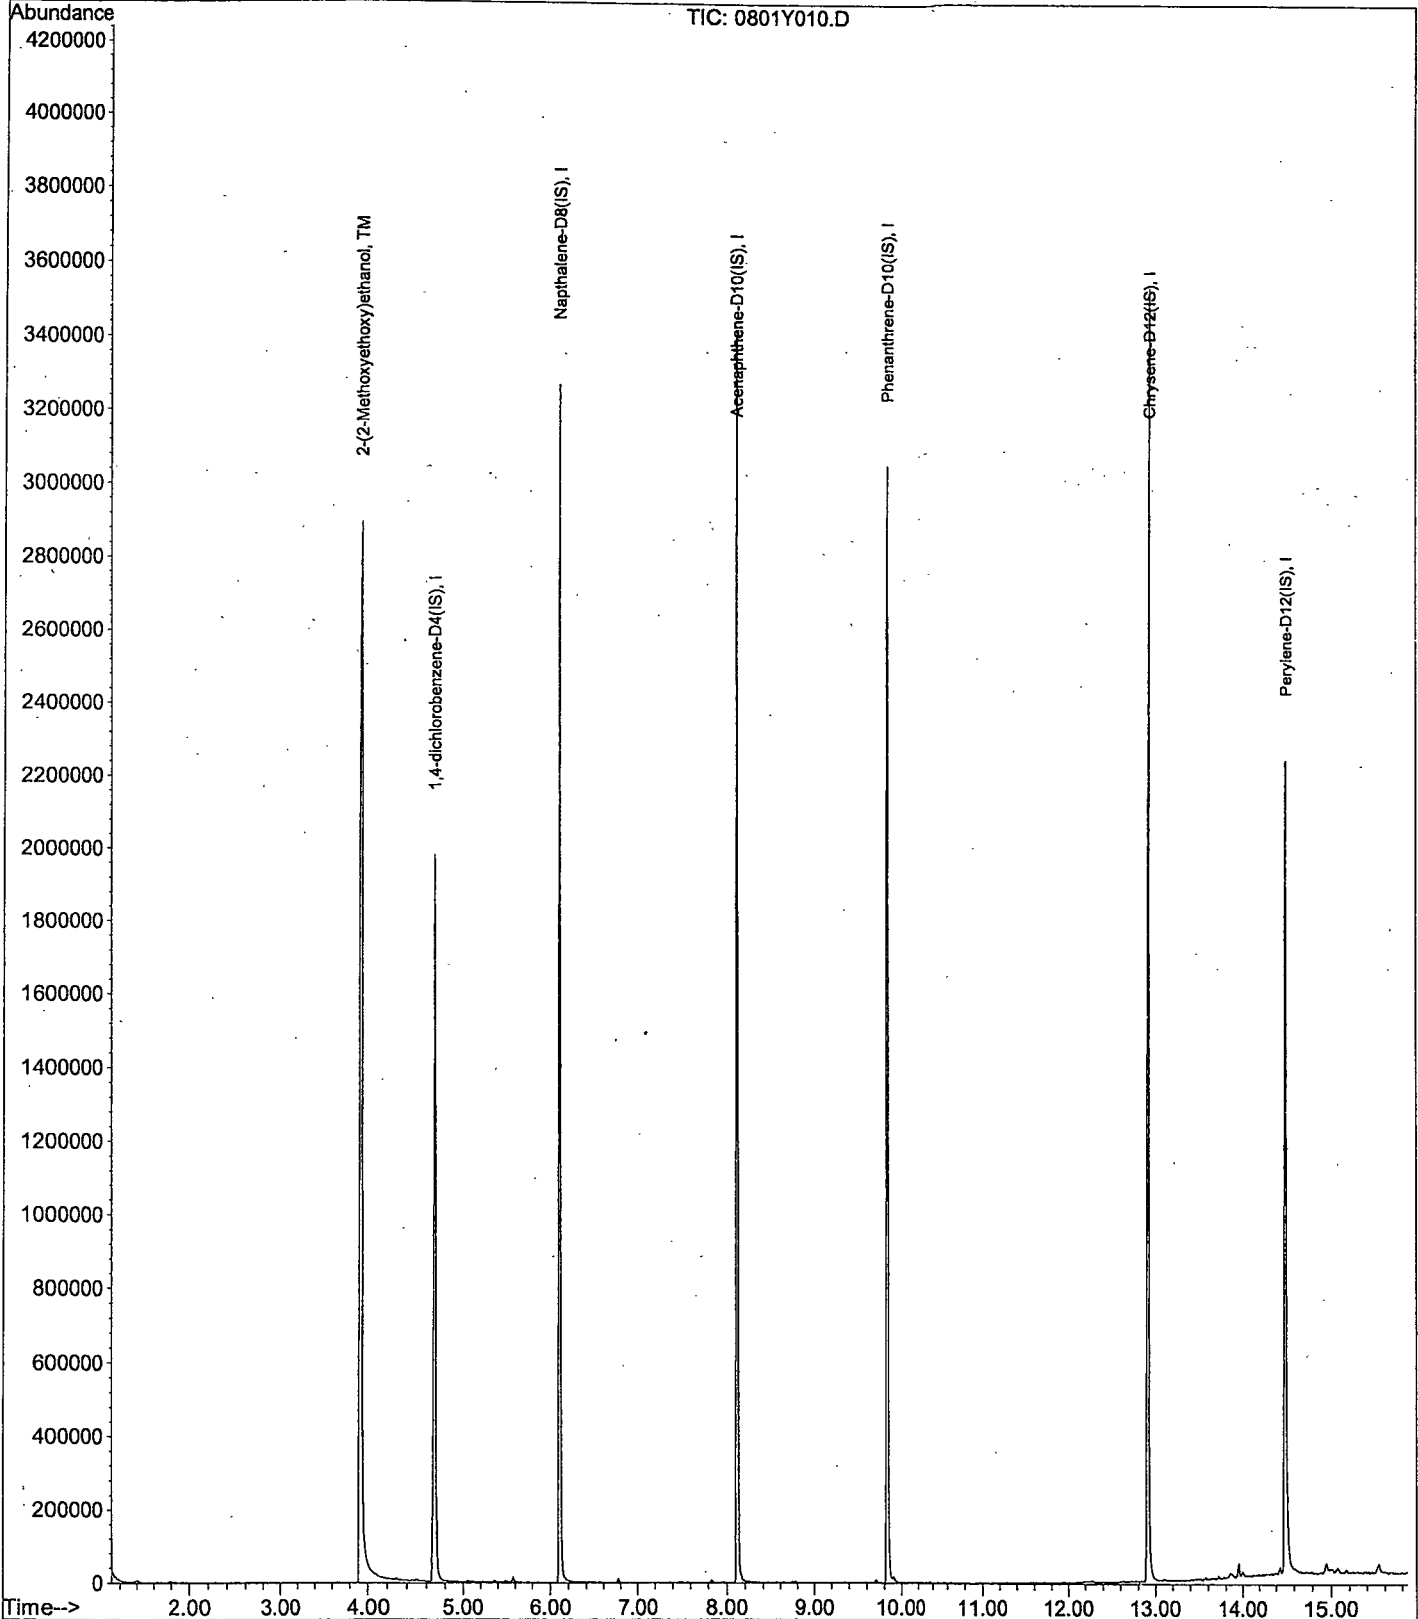 Abundance
TIC: 0801Y010.D
4200000
4000000
3800000
3600000
3400000
3200000
3000000
2800000
2600000
2400000
2200000
2000000
1800000
1600000
1400000
1200000
1000000
800000
600000
400000
200000
0
2-(2-Methoxyethoxy)ethanol, TM
1,4-dichlorobenzene-D4(IS), I
Napthalene-D8(IS), I
Acenaphthene-D10(IS), I
Phenanthrene-D10(IS), I
Chrysene-D12(IS), I
Perylene-D12(IS), I
Time--> 2.00 3.00 4.00 5.00 6.00 7.00 8.00 9.00 10.00 11.00 12.00 13.00 14.00 15.00